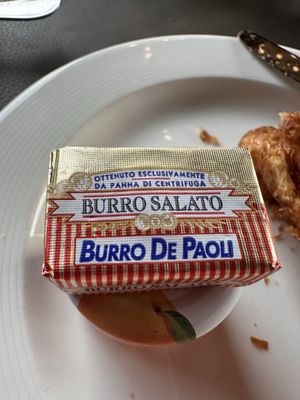 OTTENUTO ESCLUSIVAMENTE
DA PANNA DI CENTRIFUGA
BURRO SALATO
BURRO DE PAOLI